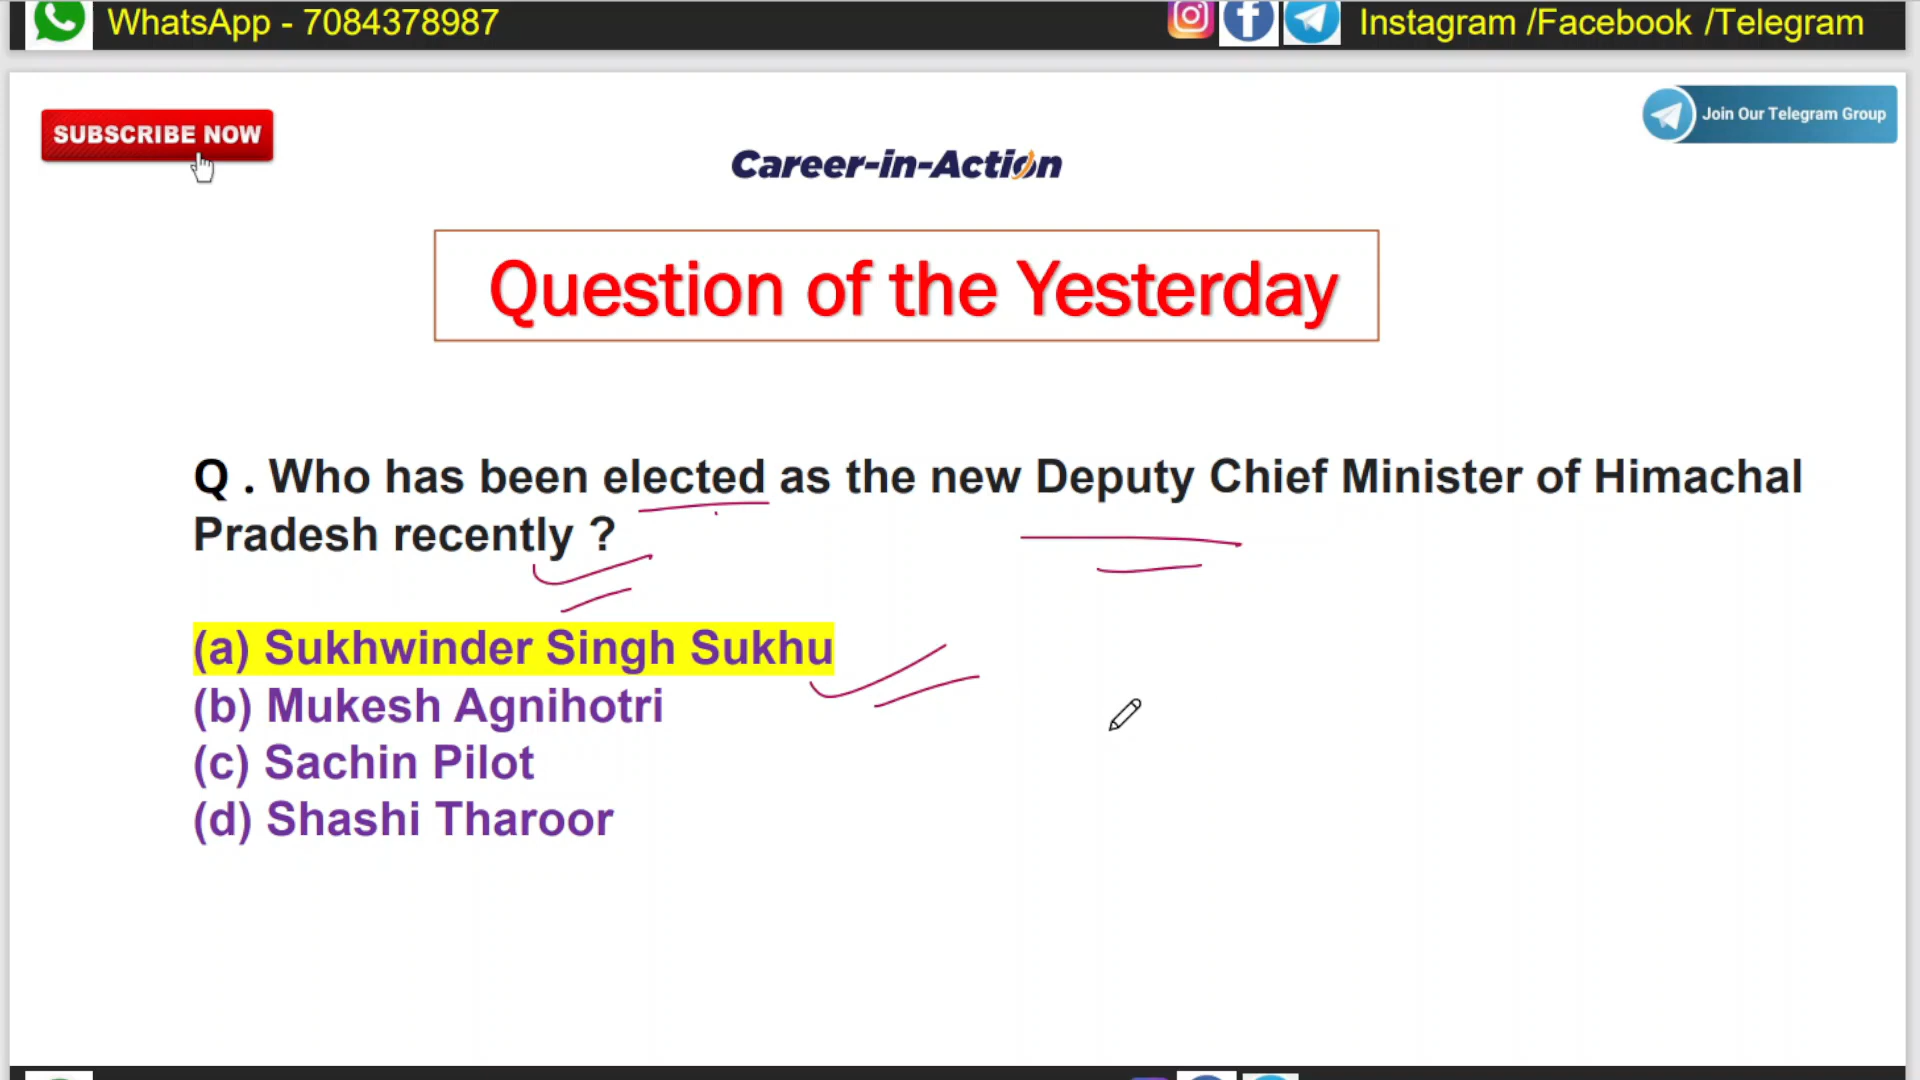 WhatsApp - 7084378987
Instagram /Facebook /Telegram
SUBSCRIBE NOW
Join Our Telegram Group
Career-in-Action
Question of the Yesterday
Q . Who has been elected as the new Deputy Chief Minister of Himachal
Pradesh recently ?
(a) Sukhwinder Singh Sukhu
(b) Mukesh Agnihotri
(c) Sachin Pilot
(d) Shashi Tharoor